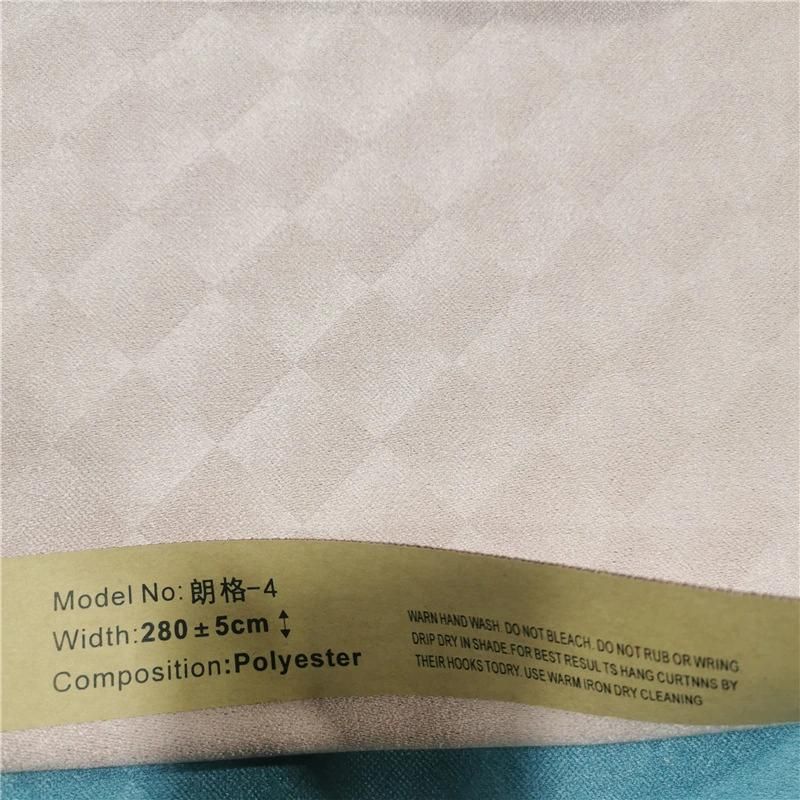 Model No: 朗格-4
Width:280±5cm
Composition:Polyester
WARN HAND WASH. DO NOT BLEACH. DO NOT RUB OR WRING
DRIP DRY IN SHADE.FOR BEST RESULTS HANG CURTNNS BY
THEIR HOOKS TODRY. USE WARM IRON DRY CLEANING